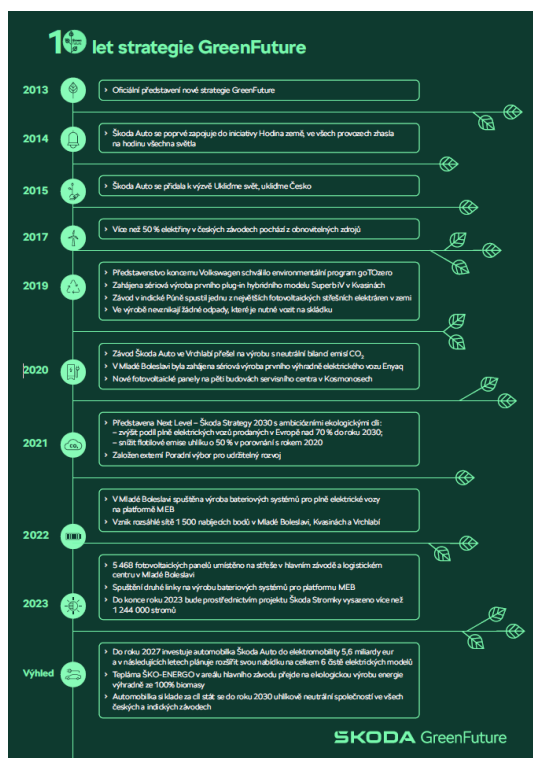 10 let strategie GreenFuture
2013
› Oficiální představení nové strategie GreenFuture
2014
› Škoda Auto se poprvé zapojuje do iniciativy Hodina země, ve všech provozech zhasla
na hodinu všechna světla
2015
› Škoda Auto se přidala k výzvě Ukliďme svět, ukliďme Česko
2017
› Více než 50 % elektřiny v českých závodech pochází z obnovitelných zdrojů
2019
› Představenstvo koncernu Volkswagen schválilo environmentální program goTOzero
› Zahájena sériová výroba prvního plug-in hybridního modelu Superb iV v Kvasinách
› Závod v indické Púně spustil jednu z největších fotovoltaických střešních elektráren v zemi
› Ve výrobě nevznikají žádné odpady, které je nutné vozit na skládku
2020
› Závod Škoda Auto ve Vrchlabí přešel na výrobu s neutrální bilancí emisí CO₂
› V Mladé Boleslavi byla zahájena sériová výroba prvního výhradně elektrického vozu Enyaq
› Nové fotovoltaické panely na pěti budovách servisního centra v Kosmonosech
2021
› Představena Next Level – Škoda Strategy 2030 s ambiciózními ekologickými cíli:
– zvýšit podíl plně elektrických vozů prodaných v Evropě nad 70 % do roku 2030;
– snížit flotilové emise uhlíku o 50 % v porovnání s rokem 2020
› Založen externí Poradní výbor pro udržitelný rozvoj
CO₂
2022
› V Mladé Boleslavi spuštěna výroba bateriových systémů pro plně elektrické vozy
na platformě MEB
› Vznik rozsáhlé sítě 1 500 nabíjecích bodů v Mladé Boleslavi, Kvasinách a Vrchlabí
2023
› 5 468 fotovoltaických panelů umístěno na střeše v hlavním závodě a logistickém
centru v Mladé Boleslavi
› Spuštění druhé linky na výrobu bateriových systémů pro platformu MEB
› Do konce roku 2023 bude prostřednictvím projektu Škoda Stromky vysazeno více než
1 244 000 stromů
Výhled
› Do roku 2027 investuje automobilka Škoda Auto do elektromobility 5,6 miliardy eur
a v následujících letech plánuje rozšířit svou nabídku na celkem 6 čistě elektrických modelů
› Teplárna ŠKO-ENERGO v areálu hlavního závodu přejde na ekologickou výrobu energie
výhradně ze 100% biomasy
› Automobilka si klade za cíl stát se do roku 2030 uhlíkově neutrální společností ve všech
českých a indických závodech
SKODA GreenFuture